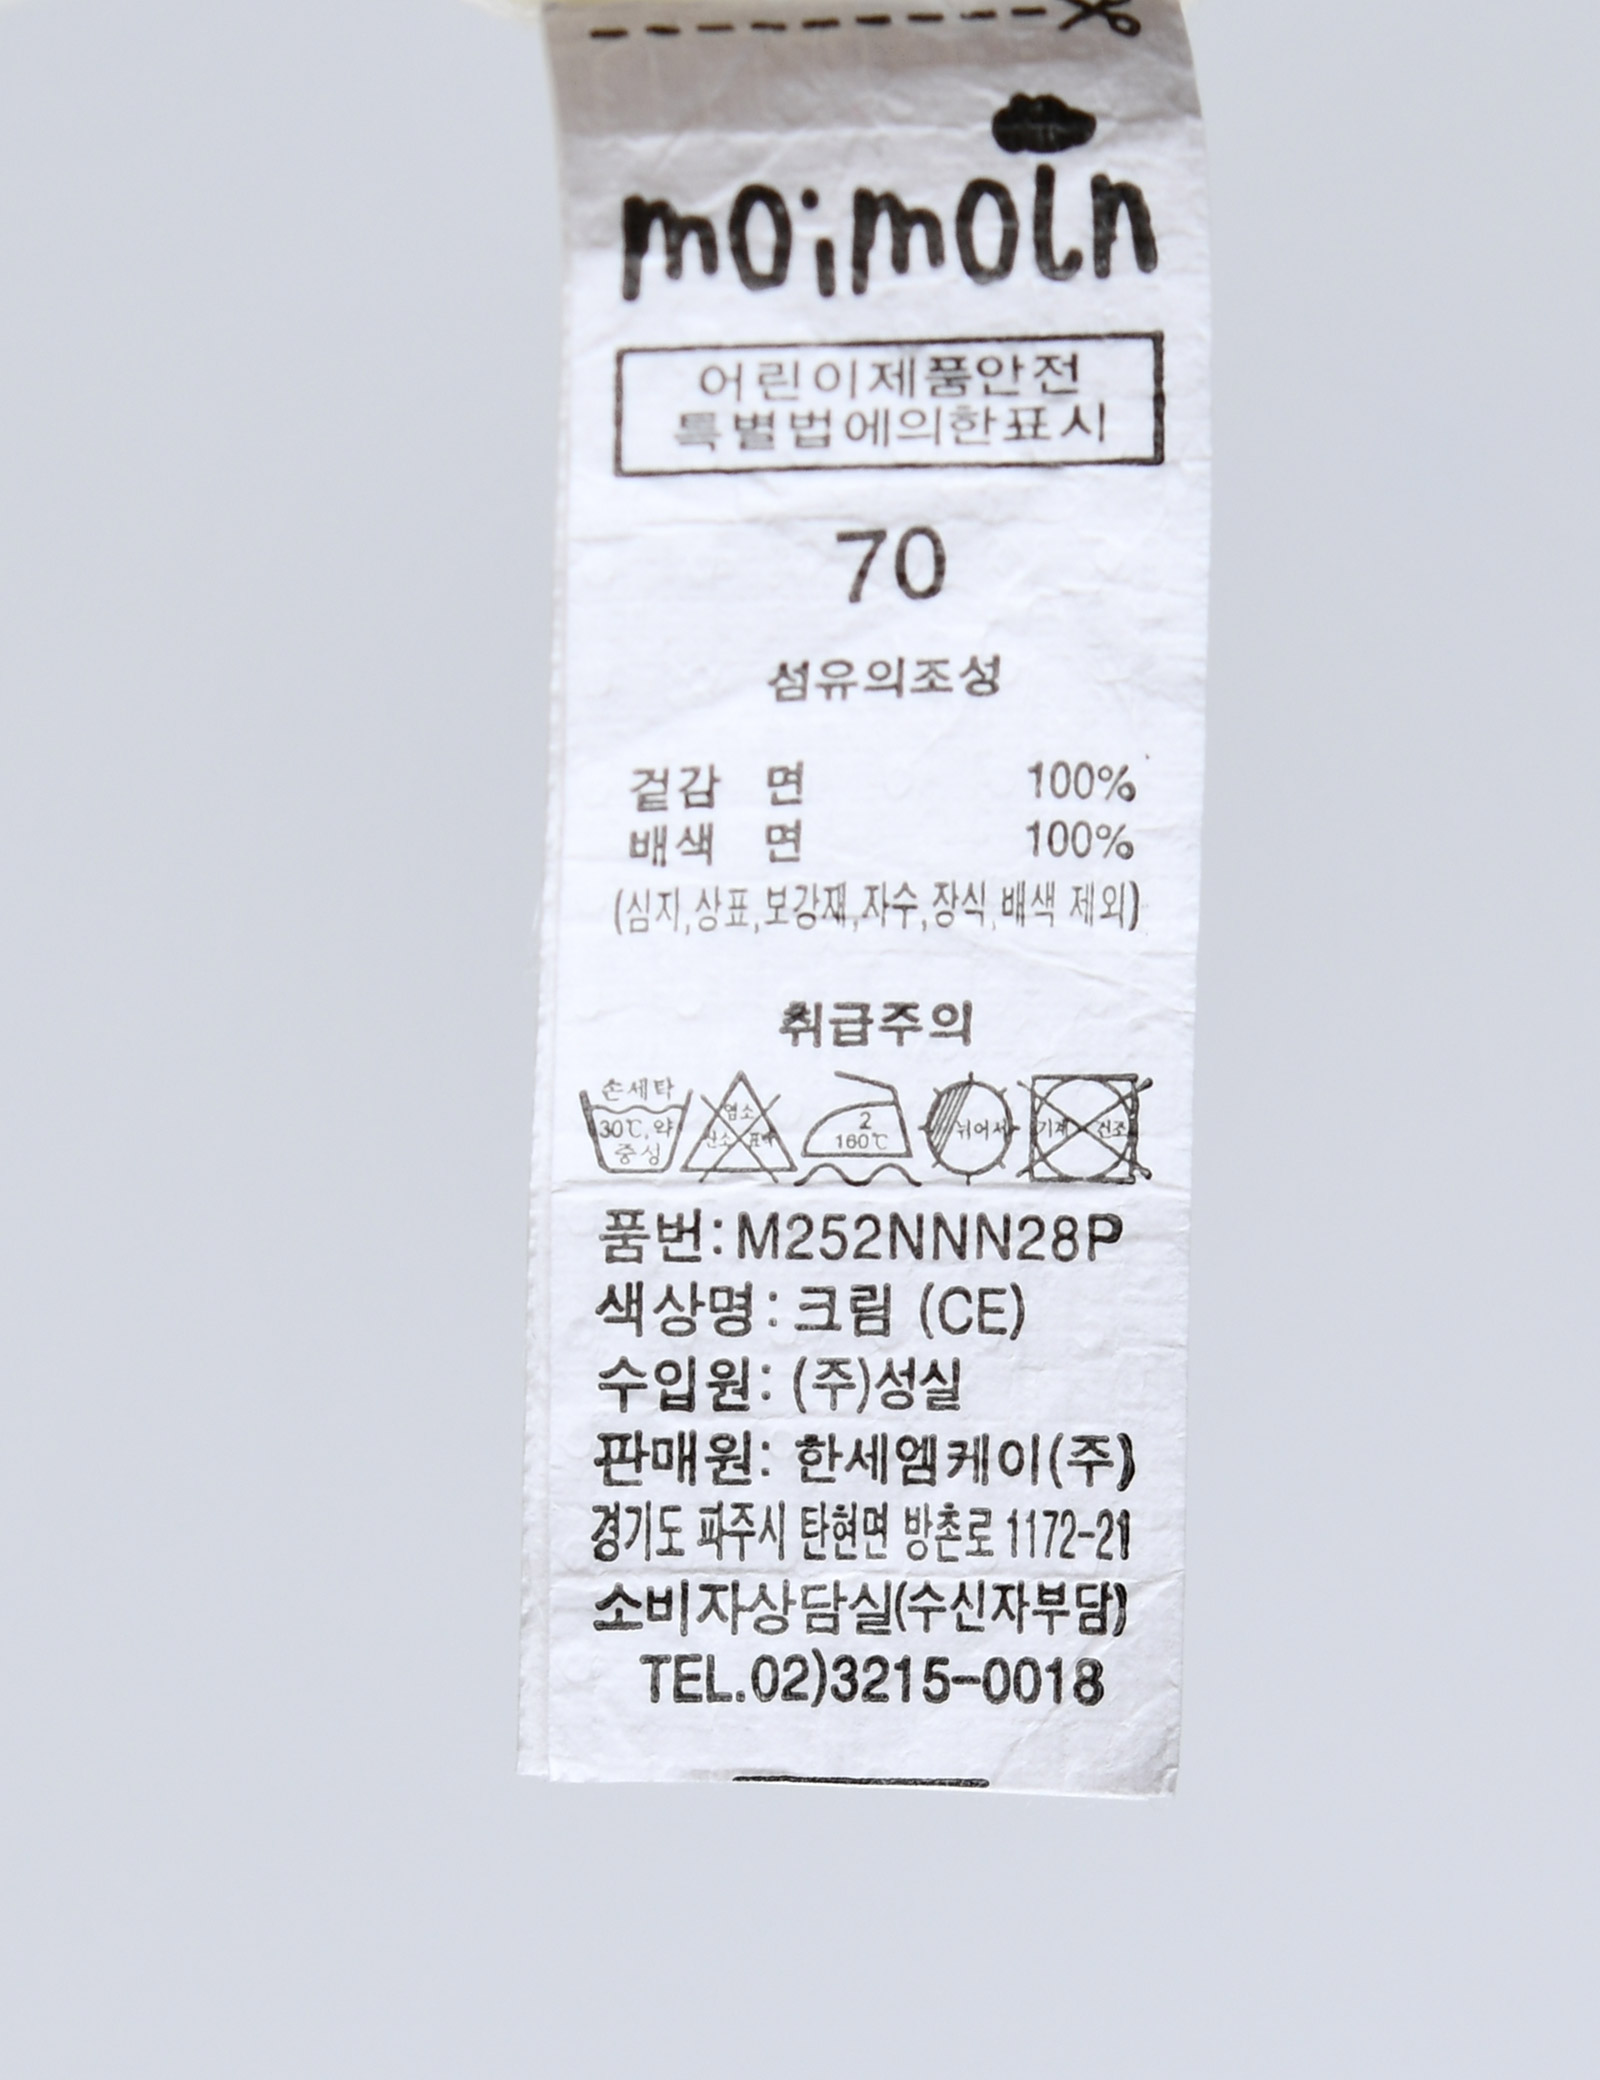 moimoln
어린이제품안전
특별법에의한표시
70
섬유의조성
겉감 면 100%
배색 면 100%
(심지,상표,보강재,자수,장식,배색 제외)
취급주의
손세탁
30℃,약
중성
염소
산소 표백
2
160℃
뉘어서
기계 건조
품번:M252NNN28P
색상명: 크림 (CE)
수입원: (주)성실
판매원: 한세엠케이(주)
경기도 파주시 탄현면 방촌로 1172-21
소비자상담실(수신자부담)
TEL.02)3215-0018